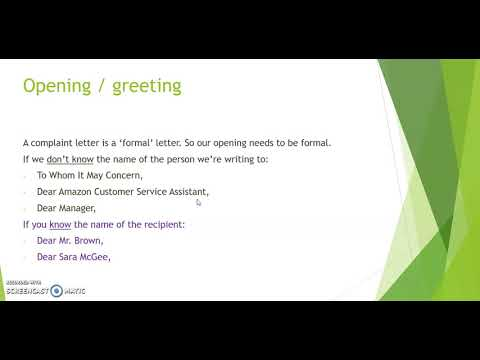 Opening / greeting
A complaint letter is a ‘formal’ letter. So our opening needs to be formal.
If we don’t know the name of the person we’re writing to:
To Whom It May Concern,
Dear Amazon Customer Service Assistant,
Dear Manager,
If you know the name of the recipient:
Dear Mr. Brown,
Dear Sara McGee,
RECORDED WITH
SCREENCAST MATIC